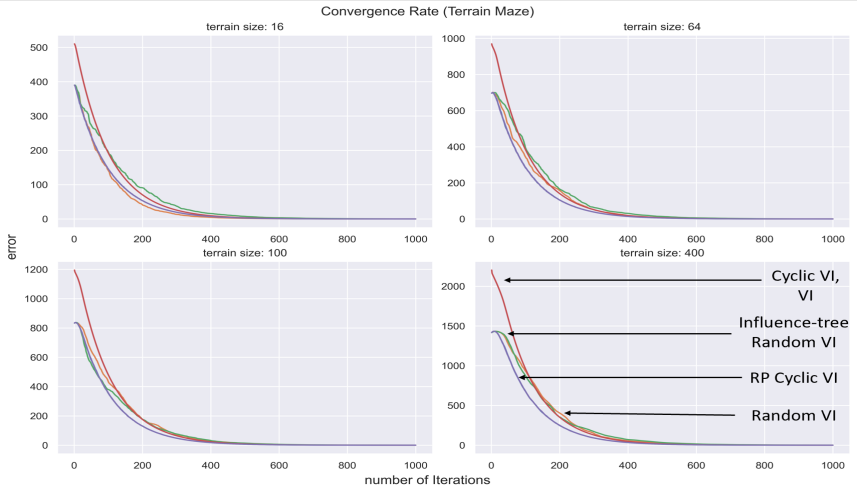 Convergence Rate (Terrain Maze)
terrain size: 16
terrain size: 64
500
400
300
200
100
0
0 200 400 600 800 1000
1000
800
600
400
200
0
0 200 400 600 800 1000
error
terrain size: 100
terrain size: 400
1200
1000
800
600
400
200
0
0 200 400 600 800 1000
2000
1500
1000
500
0
0 200 400 600 800 1000
Cyclic VI,
VI
Influence-tree
Random VI
RP Cyclic VI
Random VI
number of Iterations